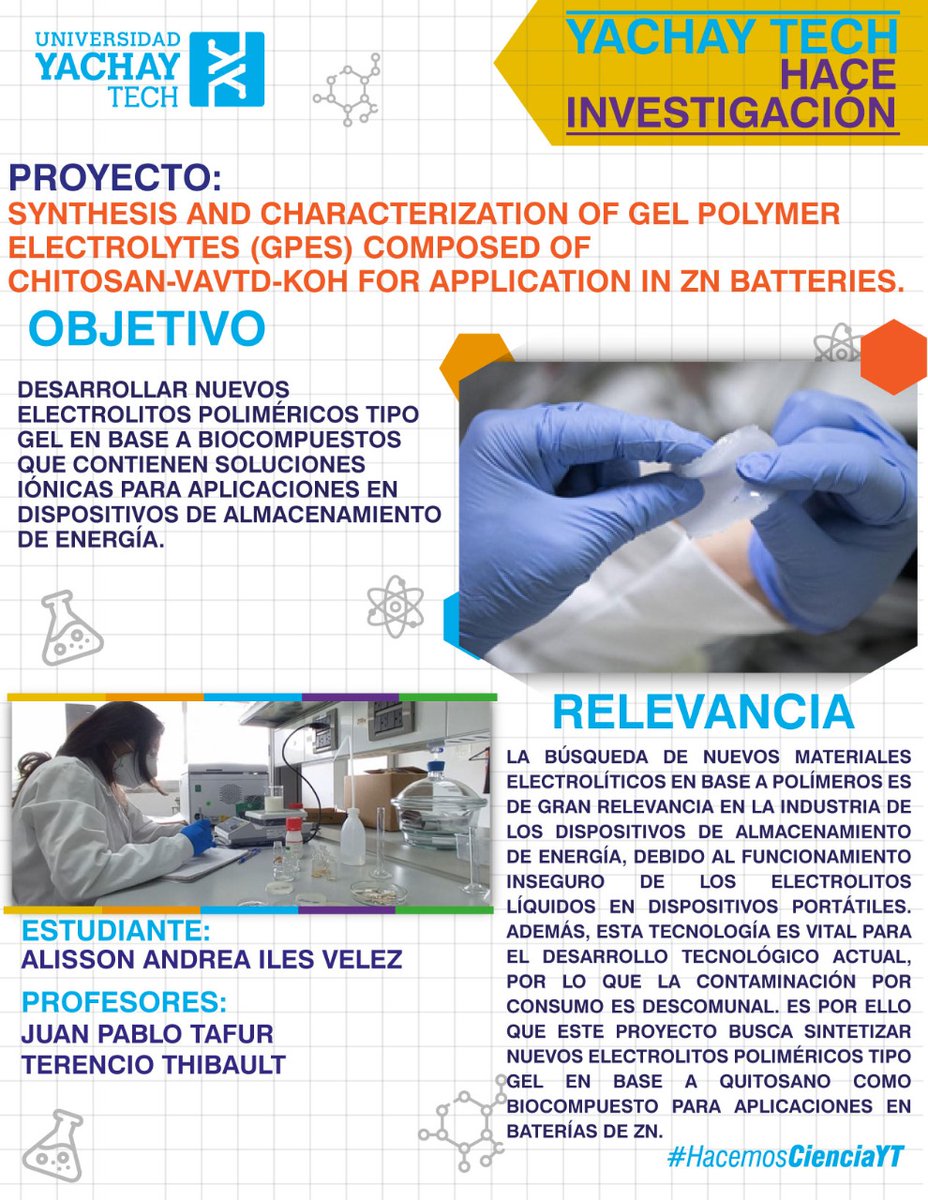 UNIVERSIDAD
YACHAY
TECH
YACHAY TECH
HACE
INVESTIGACIÓN
PROYECTO:
SYNTHESIS AND CHARACTERIZATION OF GEL POLYMER
ELECTROLYTES (GPES) COMPOSED OF
CHITOSAN-VAVTD-KOH FOR APPLICATION IN ZN BATTERIES.
OBJETIVO
DESARROLLAR NUEVOS
ELECTROLITOS POLIMÉRICOS TIPO
GEL EN BASE A BIOCOMPUESTOS
QUE CONTIENEN SOLUCIONES
IÓNICAS PARA APLICACIONES EN
DISPOSITIVOS DE ALMACENAMIENTO
DE ENERGÍA.
ESTUDIANTE:
ALISSON ANDREA ILES VELEZ
PROFESORES:
JUAN PABLO TAFUR
TERENCIO THIBAULT
RELEVANCIA
LA BÚSQUEDA DE NUEVOS MATERIALES
ELECTROLÍTICOS EN BASE A POLÍMEROS ES
DE GRAN RELEVANCIA EN LA INDUSTRIA DE
LOS DISPOSITIVOS DE ALMACENAMIENTO
DE ENERGÍA, DEBIDO AL FUNCIONAMIENTO
INSEGURO DE LOS ELECTROLITOS
LÍQUIDOS EN DISPOSITIVOS PORTÁTILES.
ADEMÁS, ESTA TECNOLOGÍA ES VITAL PARA
EL DESARROLLO TECNOLÓGICO ACTUAL,
POR LO QUE LA CONTAMINACIÓN POR
CONSUMO ES DESCOMUNAL. ES POR ELLO
QUE ESTE PROYECTO BUSCA SINTETIZAR
NUEVOS ELECTROLITOS POLIMÉRICOS TIPO
GEL EN BASE A QUITOSANO COMO
BIOCOMPUESTO PARA APLICACIONES EN
BATERÍAS DE ZN.
#HacemosCienciaYT